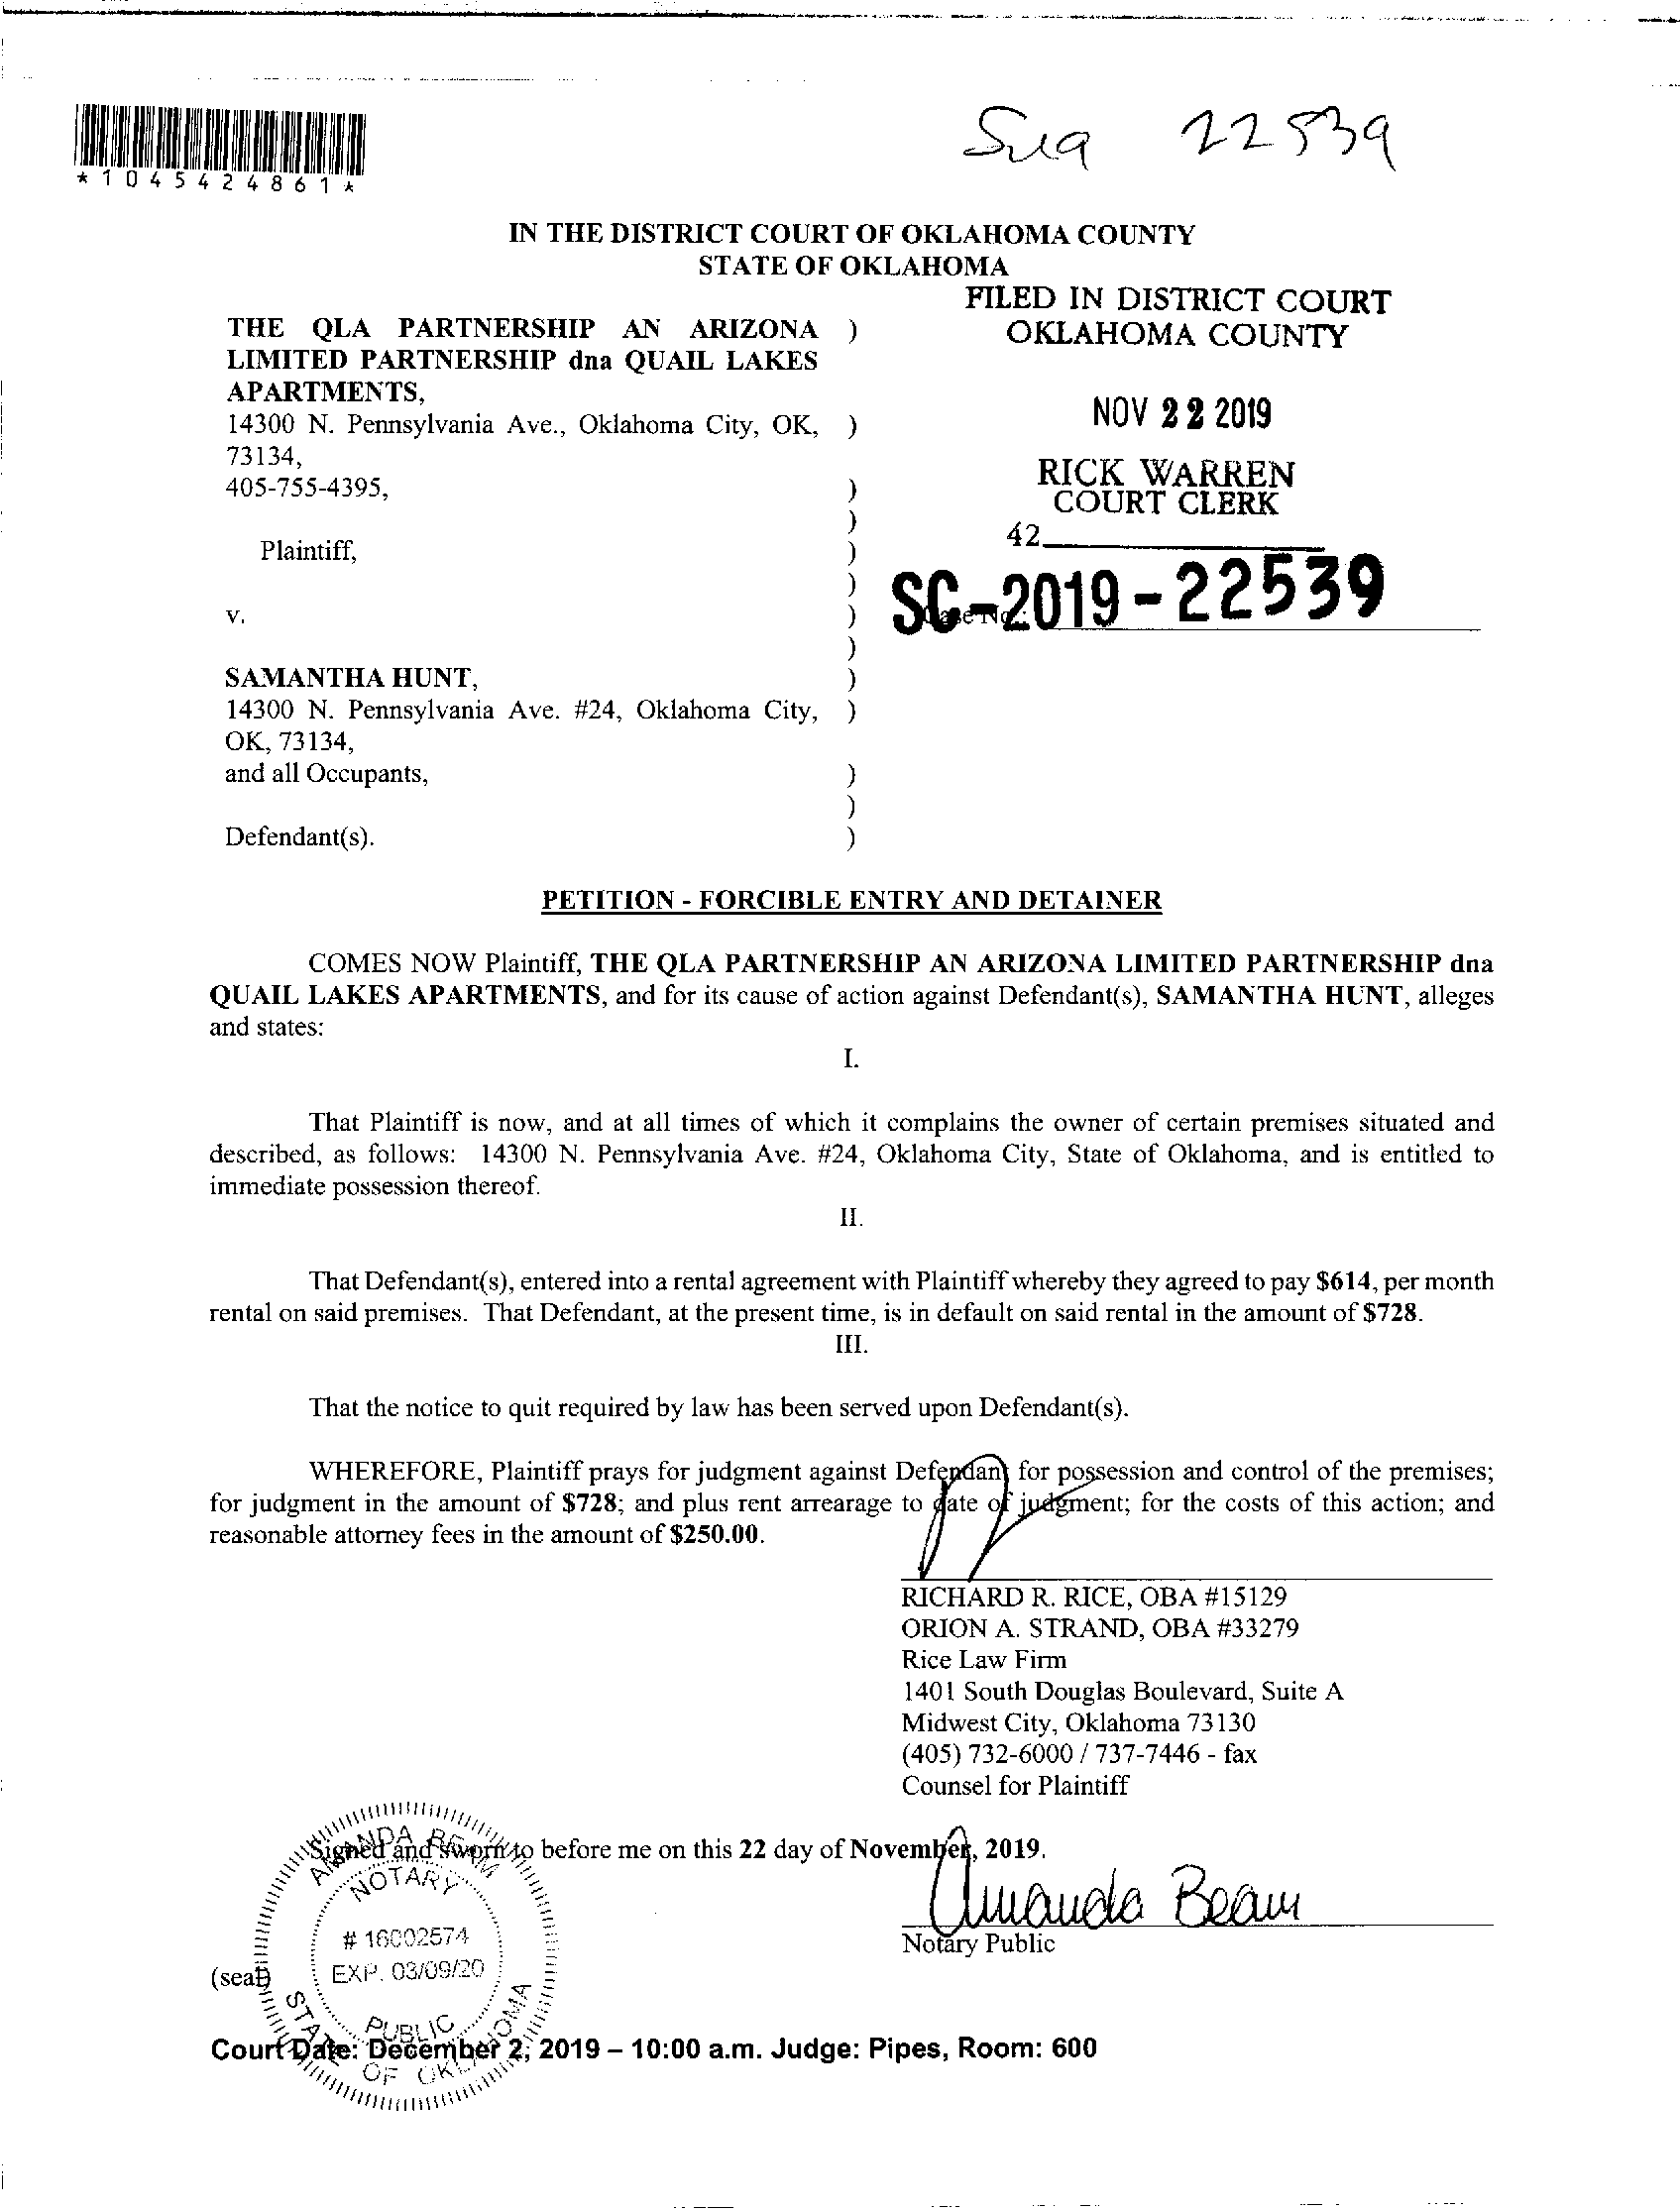 *1045424861*
22539
IN THE DISTRICT COURT OF OKLAHOMA COUNTY
STATE OF OKLAHOMA
FILED IN DISTRICT COURT
OKLAHOMA COUNTY
NOV 22 2019
RICK WARREN
COURT CLERK
42
SC-2019-22539
Case No.:
THE QLA PARTNERSHIP AN ARIZONA )
LIMITED PARTNERSHIP dna QUAIL LAKES
APARTMENTS,
14300 N. Pennsylvania Ave., Oklahoma City, OK, )
73134,
405-755-4395, )
)
Plaintiff, )
)
v. )
)
SAMANTHA HUNT, )
14300 N. Pennsylvania Ave. #24, Oklahoma City, )
OK, 73134,
and all Occupants, )
)
Defendant(s). )
PETITION - FORCIBLE ENTRY AND DETAINER
COMES NOW Plaintiff, THE QLA PARTNERSHIP AN ARIZONA LIMITED PARTNERSHIP dna
QUAIL LAKES APARTMENTS, and for its cause of action against Defendant(s), SAMANTHA HUNT, alleges
and states:
I.
That Plaintiff is now, and at all times of which it complains the owner of certain premises situated and
described, as follows: 14300 N. Pennsylvania Ave. #24, Oklahoma City, State of Oklahoma, and is entitled to
immediate possession thereof.
II.
That Defendant(s), entered into a rental agreement with Plaintiff whereby they agreed to pay $614, per month
rental on said premises. That Defendant, at the present time, is in default on said rental in the amount of $728.
III.
That the notice to quit required by law has been served upon Defendant(s).
WHEREFORE, Plaintiff prays for judgment against Defendant for possession and control of the premises;
for judgment in the amount of $728; and plus rent arrearage to date of judgment; for the costs of this action; and
reasonable attorney fees in the amount of $250.00.
RICHARD R. RICE, OBA #15129
ORION A. STRAND, OBA #33279
Rice Law Firm
1401 South Douglas Boulevard, Suite A
Midwest City, Oklahoma 73130
(405) 732-6000 / 737-7446 - fax
Counsel for Plaintiff
Signed and sworn to before me on this 22 day of November, 2019.
Amanda Beam
Notary Public
(seal)
AMANDA BEAM
NOTARY
# 16002574
EXP. 03/09/20
PUBLIC
STATE OF OKLAHOMA
Court Date: December 2, 2019 – 10:00 a.m. Judge: Pipes, Room: 600